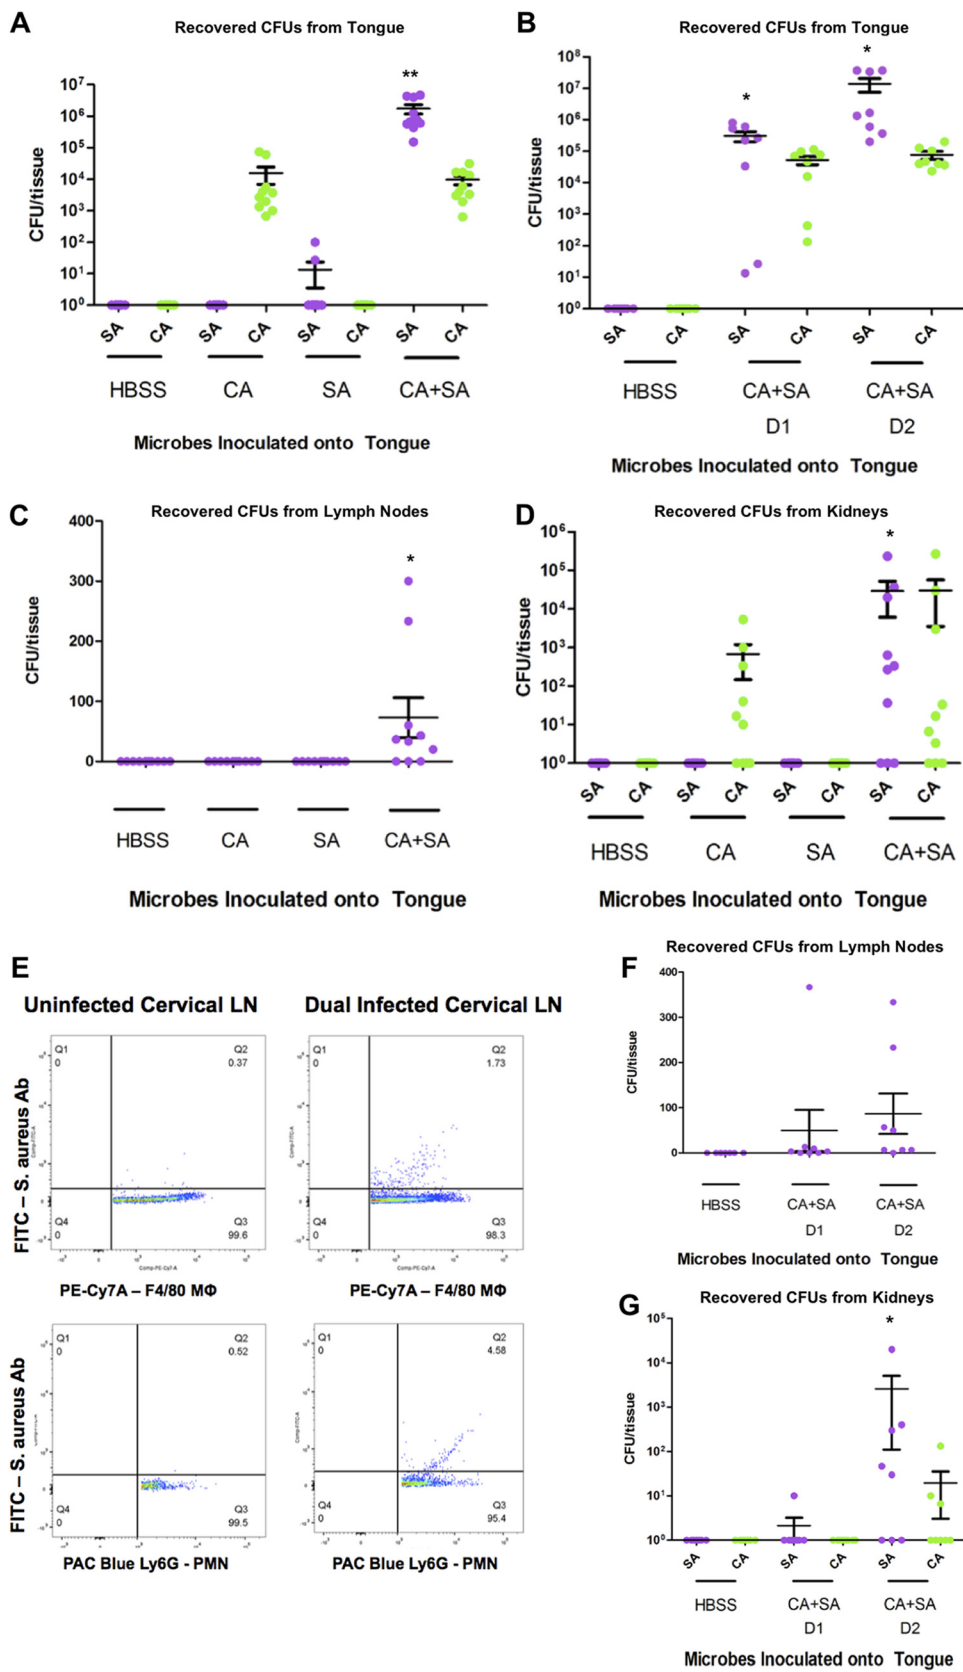 A
Recovered CFUs from Tongue
**
10⁷
10⁶
10⁵
10⁴
10³
10²
10¹
10⁰
CFU/tissue
SA CA SA CA SA CA SA CA
HBSS CA SA CA+SA
Microbes Inoculated onto Tongue
B
Recovered CFUs from Tongue
* *
10⁸
10⁷
10⁶
10⁵
10⁴
10³
10²
10¹
10⁰
CFU/tissue
SA CA SA CA SA CA
HBSS CA+SA CA+SA
D1 D2
Microbes Inoculated onto Tongue
C
Recovered CFUs from Lymph Nodes
*
400
300
200
100
0
CFU/tissue
HBSS CA SA CA+SA
Microbes Inoculated onto Tongue
D
Recovered CFUs from Kidneys
*
10⁶
10⁵
10⁴
10³
10²
10¹
10⁰
CFU/tissue
SA CA SA CA SA CA SA CA
HBSS CA SA CA+SA
Microbes Inoculated onto Tongue
E
Uninfected Cervical LN Dual Infected Cervical LN
FITC – S. aureus Ab
Q1
0
Q2
0.37
Q4
0
Q3
99.6
Comp-PE-Cy7-A
PE-Cy7A – F4/80 MΦ
Comp-FITC-A
Q1
0
Q2
1.73
Q4
0
Q3
98.3
Comp-PE-Cy7-A
PE-Cy7A – F4/80 MΦ
FITC – S. aureus Ab
Q1
0
Q2
0.52
Q4
0
Q3
99.5
PAC Blue Ly6G - PMN
Q1
0
Q2
4.58
Q4
0
Q3
95.4
PAC Blue Ly6G - PMN
F
Recovered CFUs from Lymph Nodes
400
300
200
100
0
CFU/tissue
HBSS CA+SA CA+SA
D1 D2
Microbes Inoculated onto Tongue
G
Recovered CFUs from Kidneys
*
10⁵
10⁴
10³
10²
10¹
10⁰
CFU/tissue
SA CA SA CA SA CA
HBSS CA+SA CA+SA
D1 D2
Microbes Inoculated onto Tongue